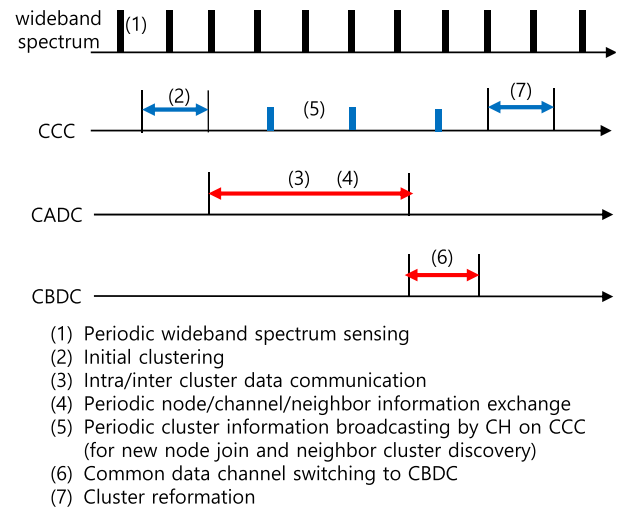 wideband
spectrum
(1)
(2)
(5)
(7)
CCC
(3) (4)
CADC
(6)
CBDC
(1) Periodic wideband spectrum sensing
(2) Initial clustering
(3) Intra/inter cluster data communication
(4) Periodic node/channel/neighbor information exchange
(5) Periodic cluster information broadcasting by CH on CCC
(for new node join and neighbor cluster discovery)
(6) Common data channel switching to CBDC
(7) Cluster reformation